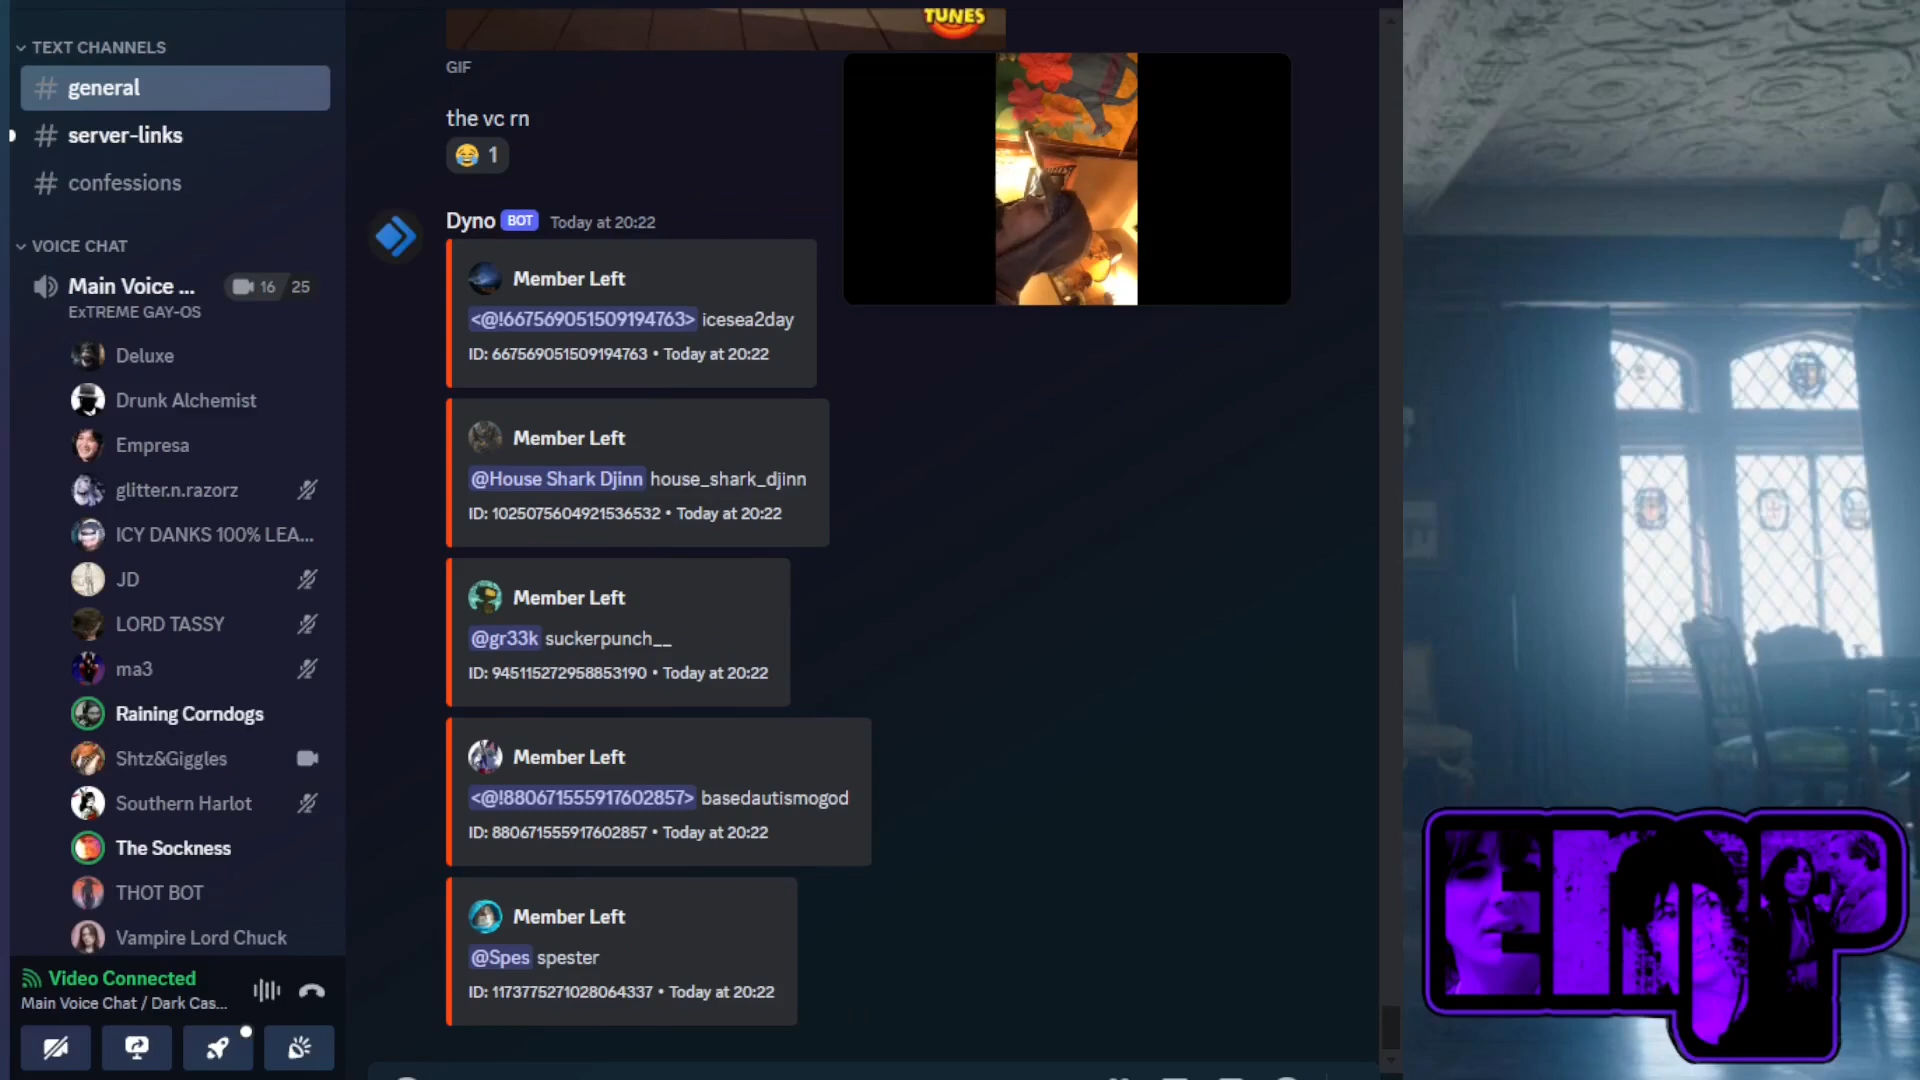 TEXT CHANNELS
general
server-links
confessions
VOICE CHAT
Main Voice ...
16
25
ExTREME GAY-OS
Deluxe
Drunk Alchemist
Empresa
glitter.n.razorz
ICY DANKS 100% LEA...
JD
LORD TASSY
ma3
Raining Corndogs
Shtz&Giggles
Southern Harlot
The Sockness
THOT BOT
Vampire Lord Chuck
Video Connected
Main Voice Chat / Dark Cas...
TUNES
GIF
the vc rn
1
Dyno BOT Today at 20:22
Member Left
<@!667569051509194763> icesea2day
ID: 667569051509194763 • Today at 20:22
Member Left
@House Shark Djinn house_shark_djinn
ID: 1025075604921536532 • Today at 20:22
Member Left
@gr33k suckerpunch__
ID: 945115272958853190 • Today at 20:22
Member Left
<@!880671555917602857> basedautismogod
ID: 880671555917602857 • Today at 20:22
Member Left
@Spes spester
ID: 1173775271028064337 • Today at 20:22